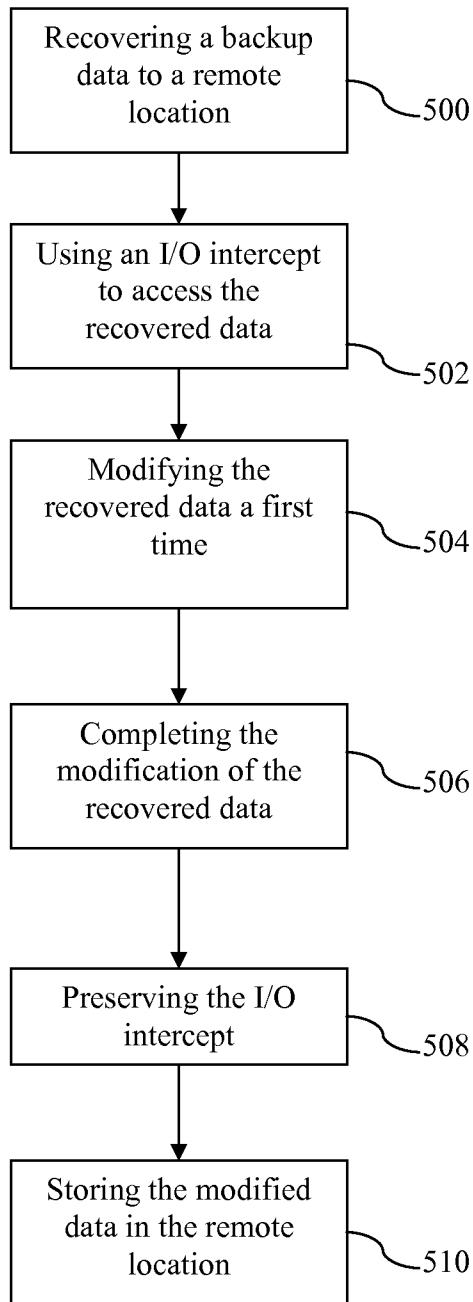 Recovering a backup
data to a remote
location
500
Using an I/O intercept
to access the
recovered data
502
Modifying the
recovered data a first
time
504
Completing the
modification of the
recovered data
506
Preserving the I/O
intercept
508
Storing the modified
data in the remote
location
510